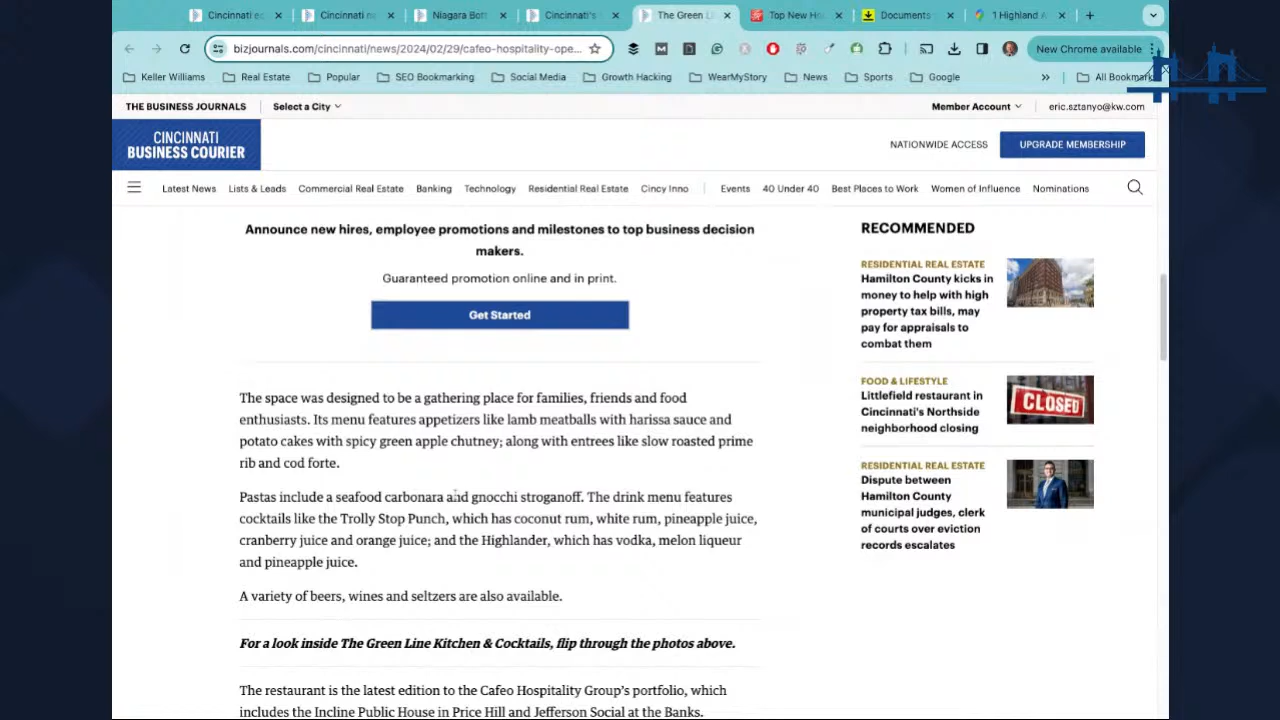 Cincinnati ec
Cincinnati n
Niagara Bott
Cincinnati's
The Green Li
Top New
Documents
1 Highland A
bizjournals.com/cincinnati/news/2024/02/29/cafeo-hospitality-ope...
New Chrome available
Keller Williams
Real Estate
Popular
SEO Bookmarking
Social Media
Growth Hacking
WearMyStory
News
Sports
Google
»
All Bookmark
THE BUSINESS JOURNALS
Select a City
Member Account
eric.sztanyo@kw.com
CINCINNATI
BUSINESS COURIER
NATIONWIDE ACCESS
UPGRADE MEMBERSHIP
Latest News
Lists & Leads
Commercial Real Estate
Banking
Technology
Residential Real Estate
Cincy Inno
Events
40 Under 40
Best Places to Work
Women of Influence
Nominations
Announce new hires, employee promotions and milestones to top business decision
makers.
Guaranteed promotion online and in print.
Get Started
The space was designed to be a gathering place for families, friends and food
enthusiasts. Its menu features appetizers like lamb meatballs with harissa sauce and
potato cakes with spicy green apple chutney; along with entrees like slow roasted prime
rib and cod forte.
Pastas include a seafood carbonara and gnocchi stroganoff. The drink menu features
cocktails like the Trolly Stop Punch, which has coconut rum, white rum, pineapple juice,
cranberry juice and orange juice; and the Highlander, which has vodka, melon liqueur
and pineapple juice.
A variety of beers, wines and seltzers are also available.
For a look inside The Green Line Kitchen & Cocktails, flip through the photos above.
The restaurant is the latest edition to the Cafeo Hospitality Group's portfolio, which
includes the Incline Public House in Price Hill and Jefferson Social at the Banks.
RECOMMENDED
RESIDENTIAL REAL ESTATE
Hamilton County kicks in
money to help with high
property tax bills, may
pay for appraisals to
combat them
FOOD & LIFESTYLE
Littlefield restaurant in
Cincinnati's Northside
neighborhood closing
CLOSED
RESIDENTIAL REAL ESTATE
Dispute between
Hamilton County
municipal judges, clerk
of courts over eviction
records escalates